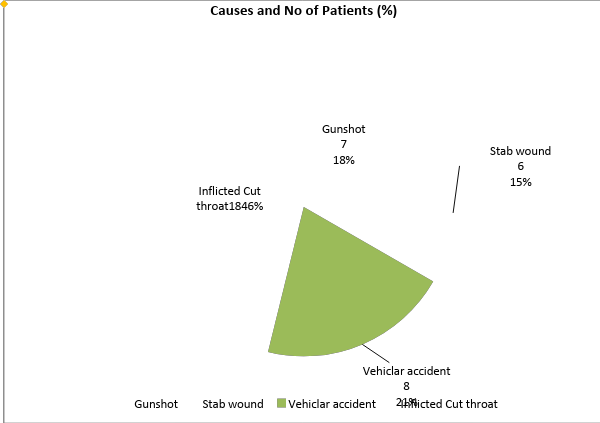 Causes and No of Patients (%)
Gunshot
7
18%
Stab wound
6
15%
Inflicted Cut
throat1846%
Vehiclar accident
8
21%
Gunshot Stab wound Vehiclar accident Inflicted Cut throat